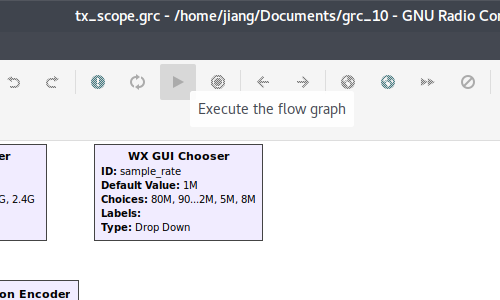 tx_scope.grc - /home/jiang/Documents/grc_10 - GNU Radio Con
Execute the flow graph
er
G, 2.4G
WX GUI Chooser
ID: sample_rate
Default Value: 1M
Choices: 80M, 90...2M, 5M, 8M
Labels:
Type: Drop Down
on Encoder